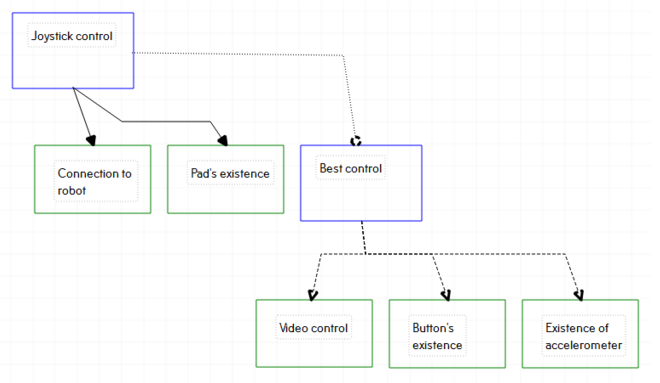 Joystick control
Connection to
robot
Pad's existence
Best control
Video control
Button's
existence
Existence of
accelerometer